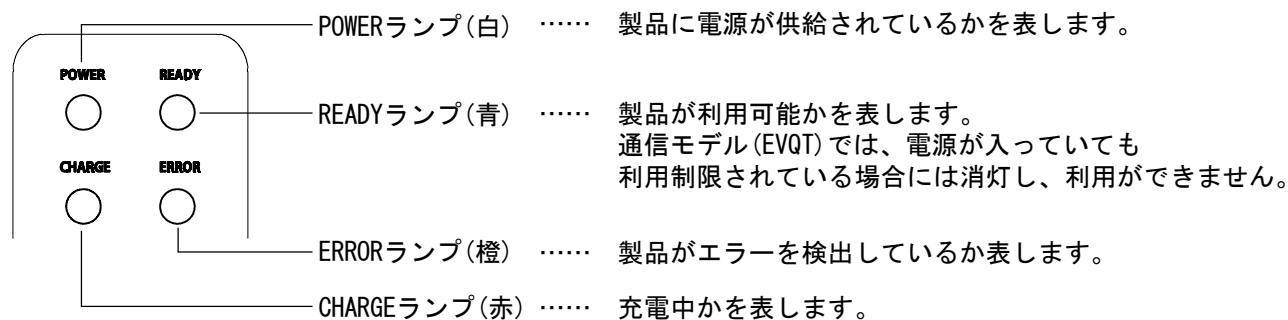 POWERランプ(白) …… 製品に電源が供給されているかを表します。
POWER READY
READYランプ(青) …… 製品が利用可能かを表します。
通信モデル(EVQT)では、電源が入っていても
利用制限されている場合には消灯し、利用ができません。
CHARGE ERROR
ERRORランプ(橙) …… 製品がエラーを検出しているか表します。
CHARGEランプ(赤) …… 充電中かを表します。